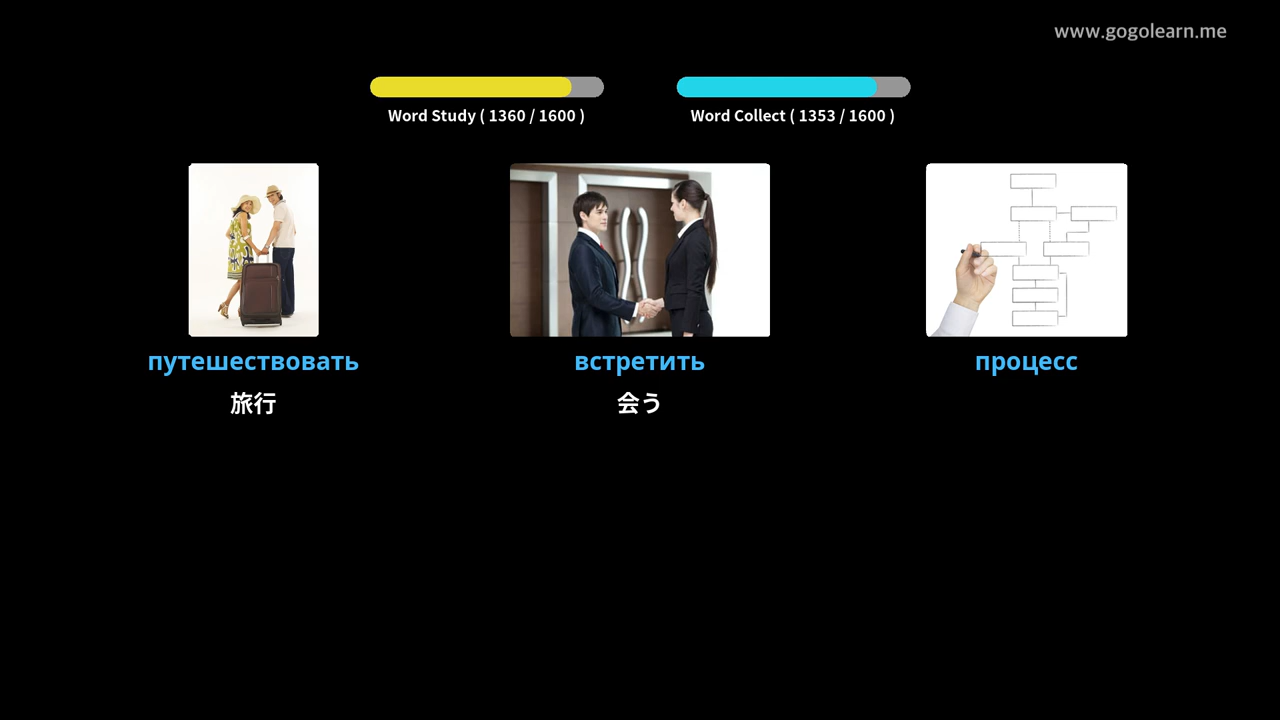 www.gogolearn.me
Word Study ( 1360 / 1600 )
Word Collect ( 1353 / 1600 )
путешествовать
встретить
процесс
旅行
会う